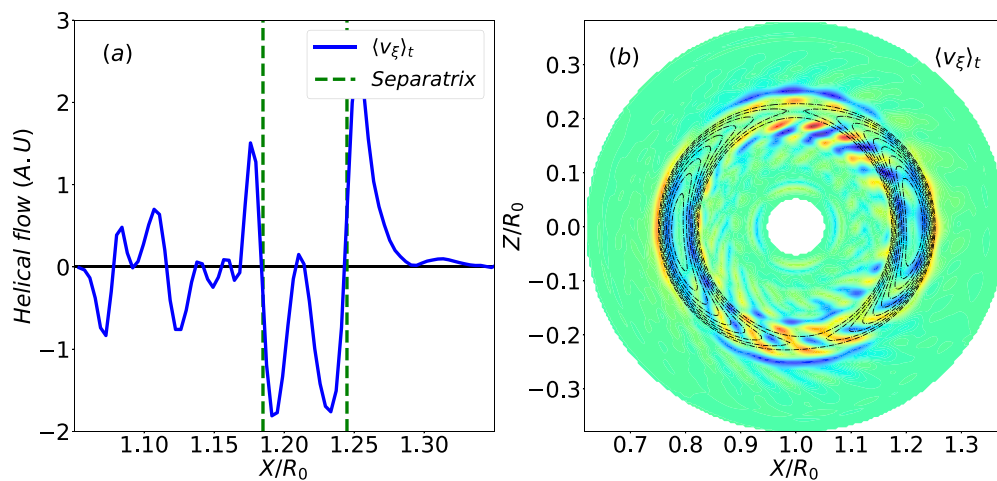 (a)
⟨v_ξ⟩_t
Separatrix
Helical flow (A.U)
3
2
1
0
−1
−2
1.10 1.15 1.20 1.25 1.30
X/R_0
(b)
⟨v_ξ⟩_t
Z/R_0
0.3
0.2
0.1
0.0
−0.1
−0.2
−0.3
0.7 0.8 0.9 1.0 1.1 1.2 1.3
X/R_0